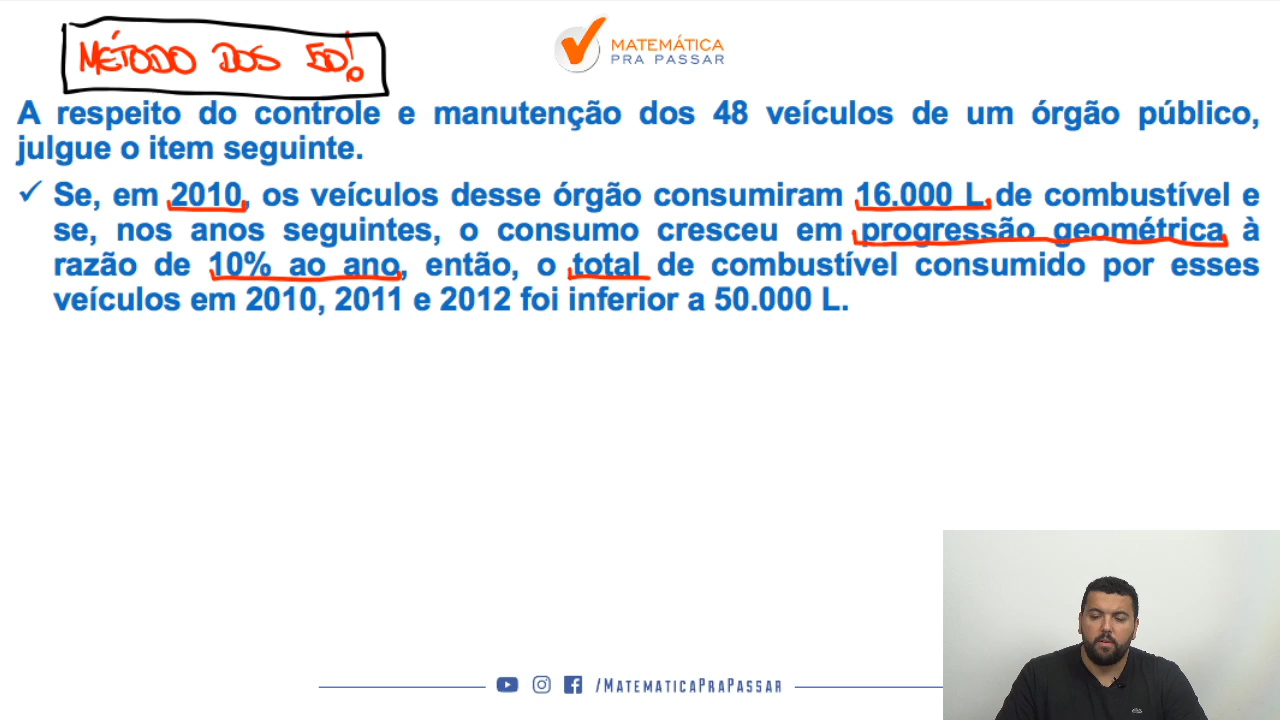 MÉTODO DOS 50!
MATEMÁTICA
PRA PASSAR
A respeito do controle e manutenção dos 48 veículos de um órgão público,
julgue o item seguinte.
✓ Se, em 2010, os veículos desse órgão consumiram 16.000 L de combustível e
se, nos anos seguintes, o consumo cresceu em progressão geométrica à
razão de 10% ao ano, então, o total de combustível consumido por esses
veículos em 2010, 2011 e 2012 foi inferior a 50.000 L.
/MATEMATICAPRAPASSAR